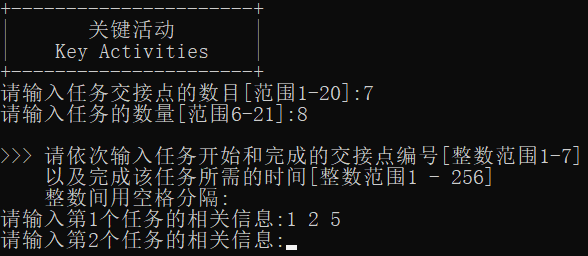 +----------------------+
|       关键活动       |
|    Key Activities    |
+----------------------+
请输入任务交接点的数目[范围1-20]:7
请输入任务的数量[范围6-21]:8
>>> 请依次输入任务开始和完成的交接点编号[整数范围1-7]
以及完成该任务所需的时间[整数范围1 - 256]
整数间用空格分隔:
请输入第1个任务的相关信息:1 2 5
请输入第2个任务的相关信息: